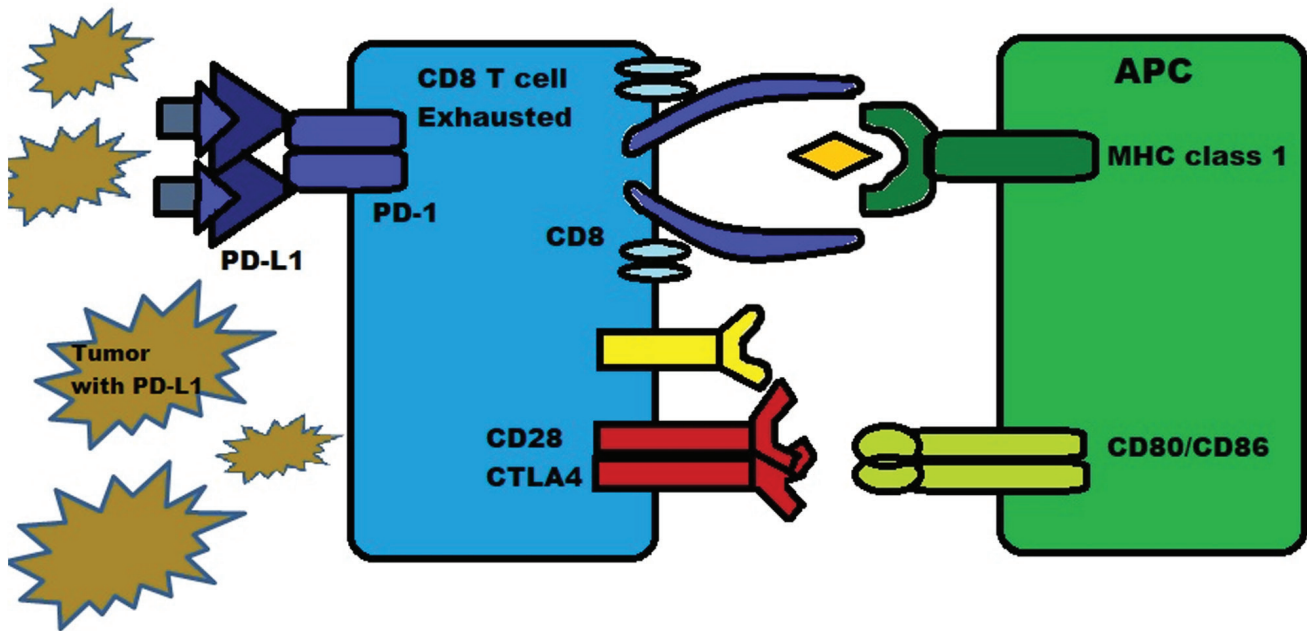 CD8 T cell
Exhausted
APC
MHC class 1
PD-1
CD8
PD-L1
Tumor
with PD-L1
CD28
CTLA4
CD80/CD86